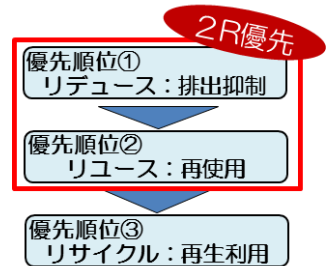 2R優先
優先順位①
リデュース：排出抑制
優先順位②
リユース：再使用
優先順位③
リサイクル：再生利用